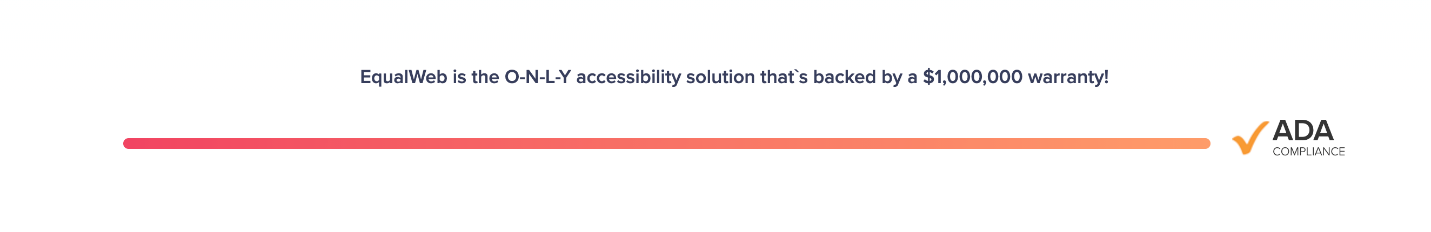 EqualWeb is the O-N-L-Y accessibility solution that`s backed by a $1,000,000 warranty!
ADA
COMPLIANCE